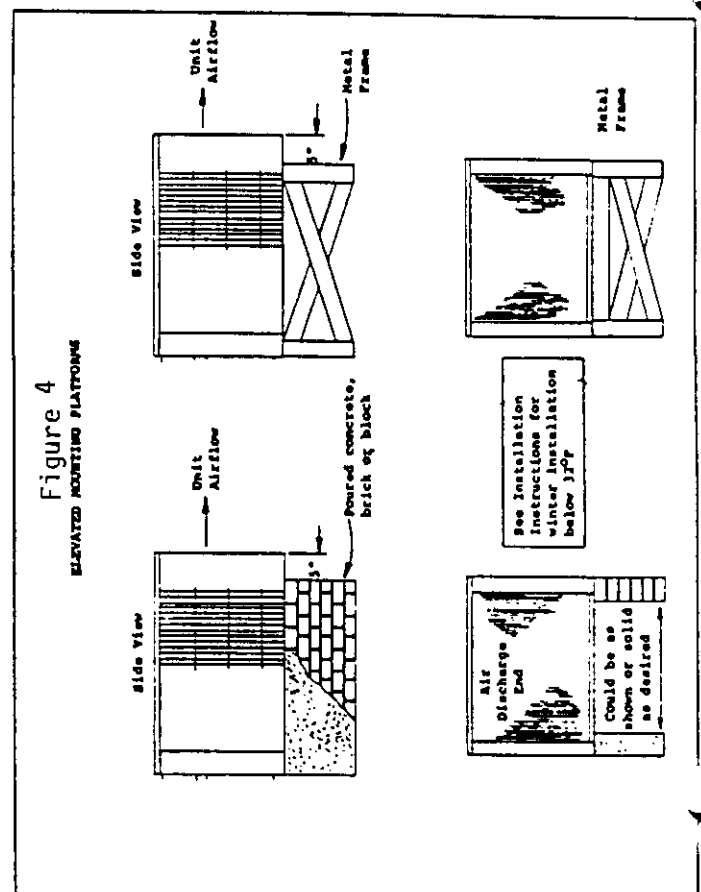 Figure 4
ELEVATED MOUNTING PLATFORMS
Side View
Unit
Airflow
Poured concrete,
brick or block
Side View
Unit
Airflow
Metal
Frame
Air
Discharge
End
Could be as
shown or solid
as desired
See Installation
Instructions for
winter installation
below 32°F
Metal
Frame